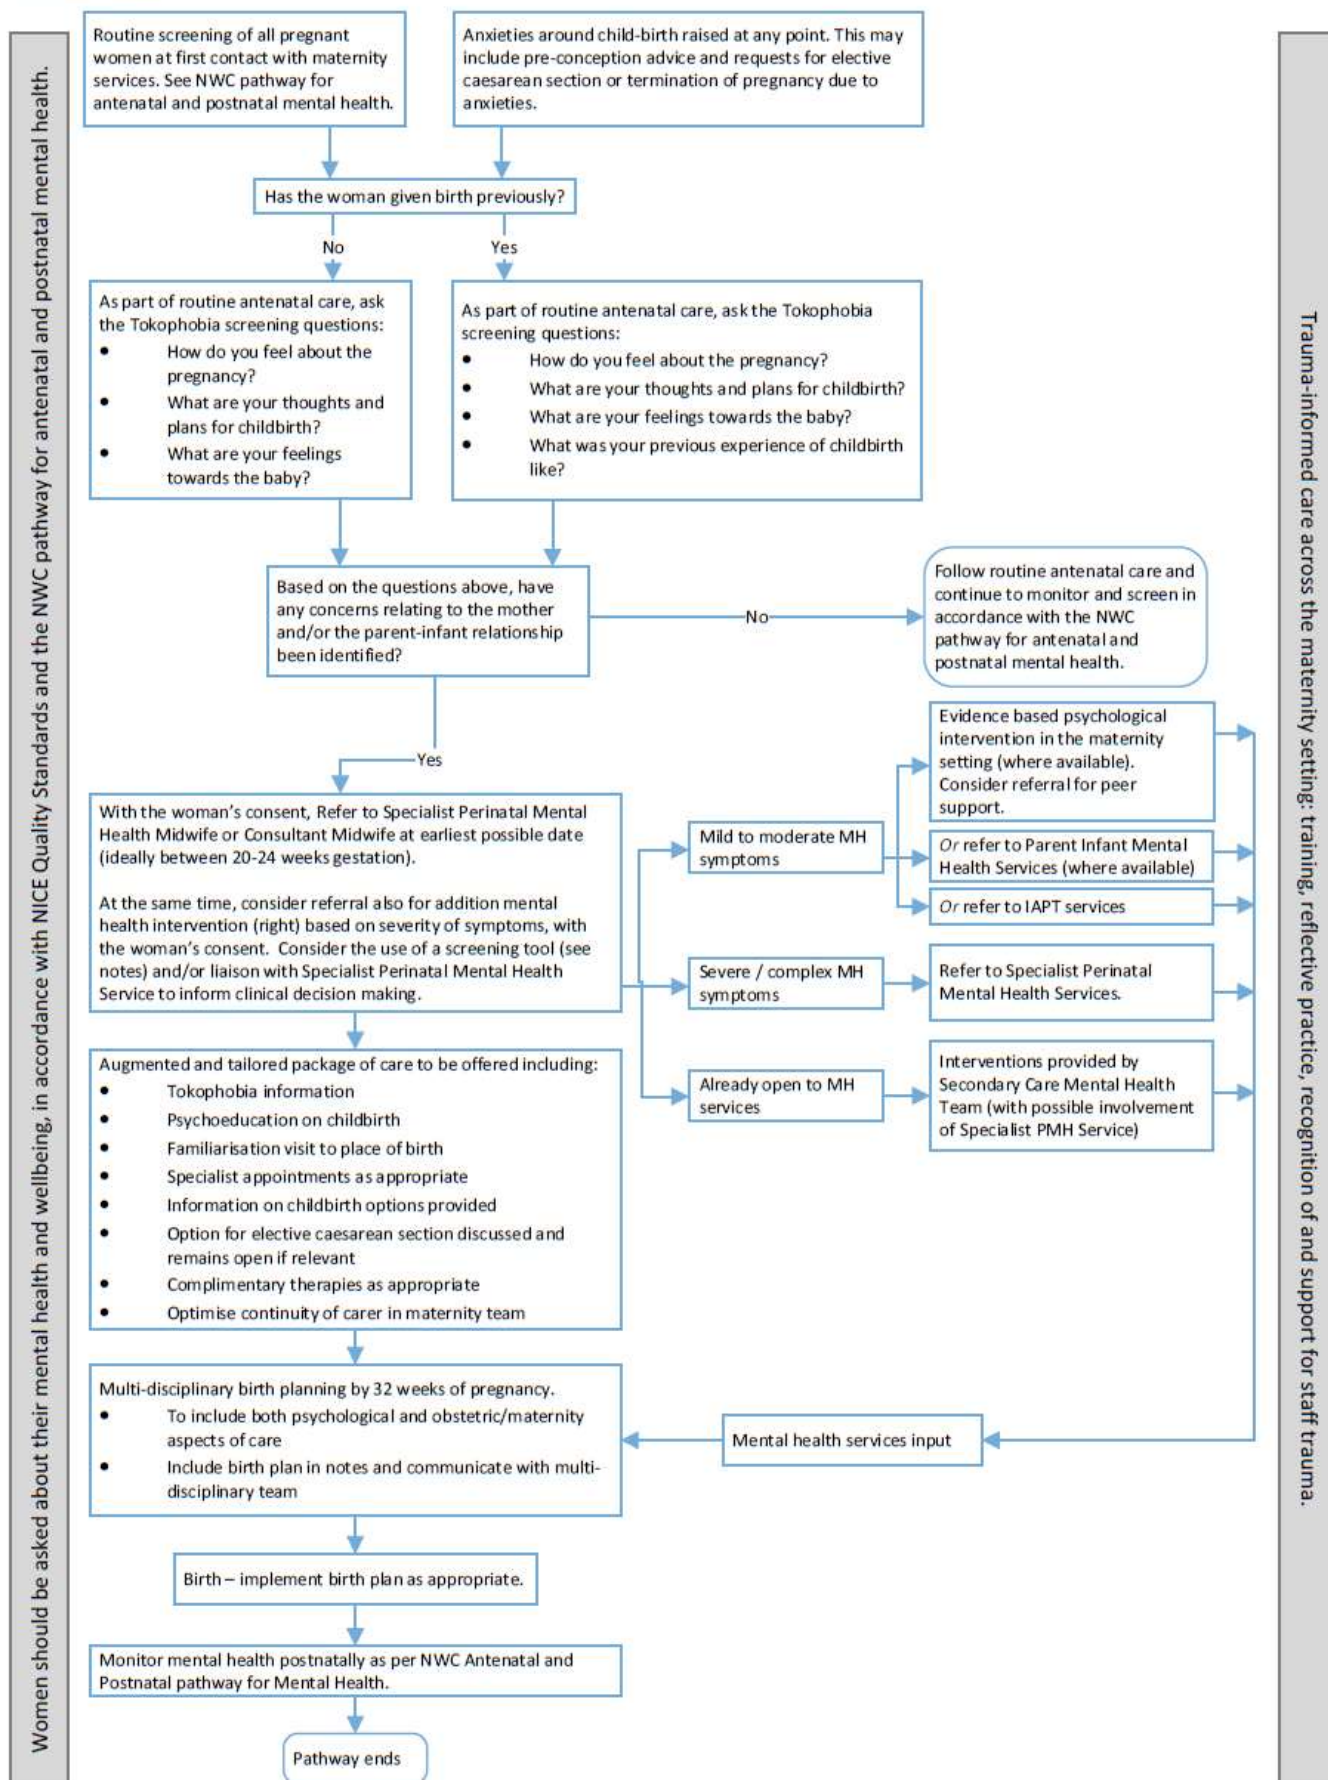 Women should be asked about their mental health and wellbeing, in accordance with NICE Quality Standards and the NWC pathway for antenatal and postnatal mental health.
Routine screening of all pregnant
women at first contact with maternity
services. See NWC pathway for
antenatal and postnatal mental health.
Anxieties around child-birth raised at any point. This may
include pre-conception advice and requests for elective
caesarean section or termination of pregnancy due to
anxieties.
Has the woman given birth previously?
No
Yes
As part of routine antenatal care, ask
the Tokophobia screening questions:
• How do you feel about the
pregnancy?
• What are your thoughts and
plans for childbirth?
• What are your feelings
towards the baby?
As part of routine antenatal care, ask the Tokophobia
screening questions:
• How do you feel about the pregnancy?
• What are your thoughts and plans for childbirth?
• What are your feelings towards the baby?
• What was your previous experience of childbirth
like?
Based on the questions above, have
any concerns relating to the mother
and/or the parent-infant relationship
been identified?
No
Follow routine antenatal care and
continue to monitor and screen in
accordance with the NWC
pathway for antenatal and
postnatal mental health.
Yes
With the woman's consent, Refer to Specialist Perinatal Mental
Health Midwife or Consultant Midwife at earliest possible date
(ideally between 20-24 weeks gestation).
At the same time, consider referral also for addition mental
health intervention (right) based on severity of symptoms, with
the woman's consent. Consider the use of a screening tool (see
notes) and/or liaison with Specialist Perinatal Mental Health
Service to inform clinical decision making.
Mild to moderate MH
symptoms
Evidence based psychological
intervention in the maternity
setting (where available).
Consider referral for peer
support.
Or refer to Parent Infant Mental
Health Services (where available)
Or refer to IAPT services
Severe / complex MH
symptoms
Refer to Specialist Perinatal
Mental Health Services.
Already open to MH
services
Interventions provided by
Secondary Care Mental Health
Team (with possible involvement
of Specialist PMH Service)
Augmented and tailored package of care to be offered including:
• Tokophobia information
• Psychoeducation on childbirth
• Familiarisation visit to place of birth
• Specialist appointments as appropriate
• Information on childbirth options provided
• Option for elective caesarean section discussed and
remains open if relevant
• Complimentary therapies as appropriate
• Optimise continuity of carer in maternity team
Multi-disciplinary birth planning by 32 weeks of pregnancy.
• To include both psychological and obstetric/maternity
aspects of care
• Include birth plan in notes and communicate with multi-
disciplinary team
Mental health services input
Birth – implement birth plan as appropriate.
Monitor mental health postnatally as per NWC Antenatal and
Postnatal pathway for Mental Health.
Pathway ends
Trauma-informed care across the maternity setting: training, reflective practice, recognition of and support for staff trauma.